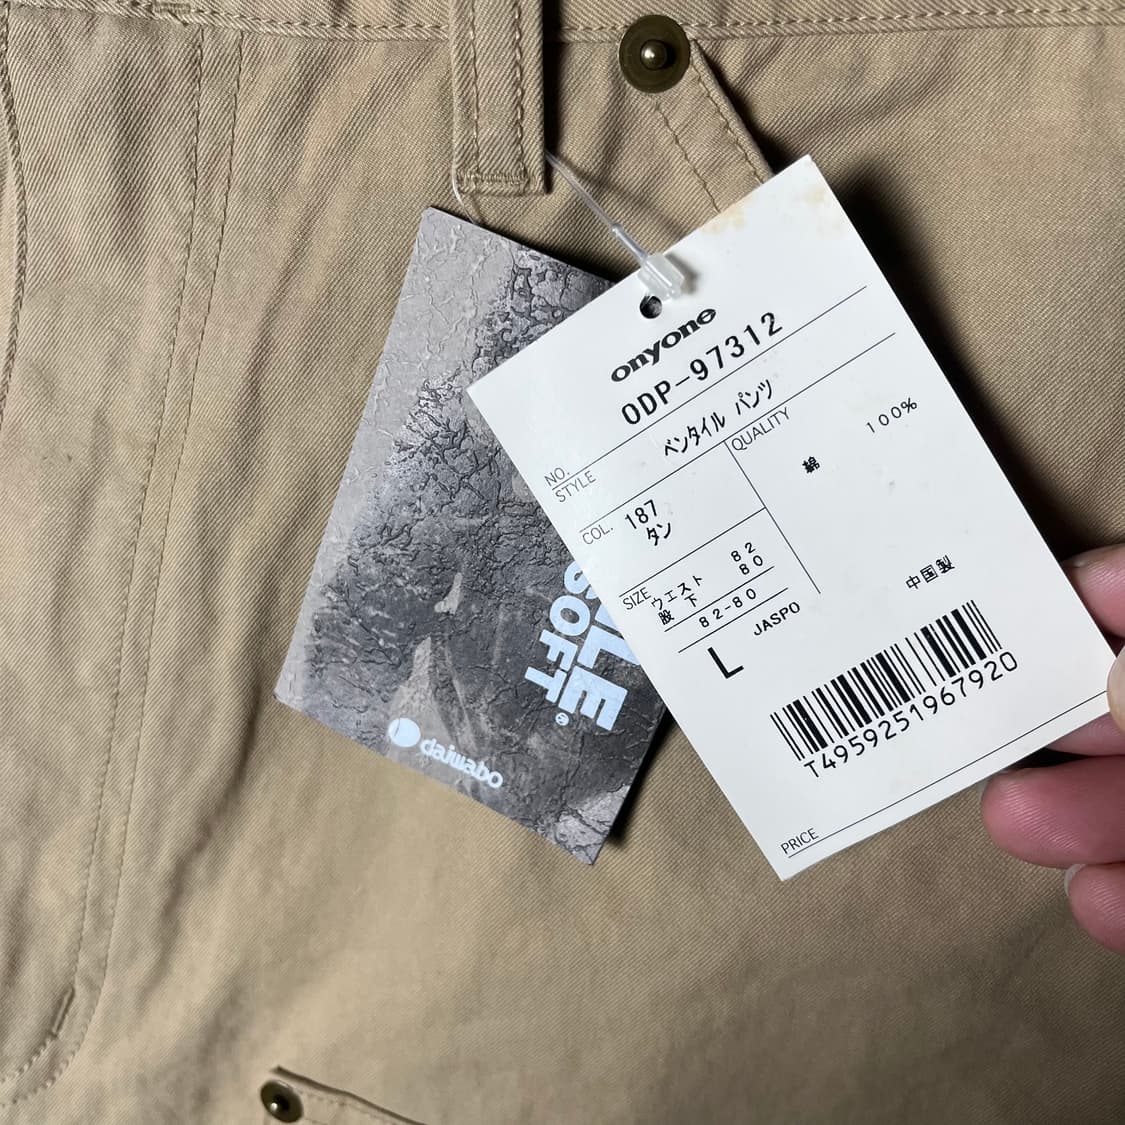 onyone
NO. ODP-97312
STYLE ベンタイル パンツ
COL. 187
タン
QUALITY
綿 100%
SIZE ウエスト 82
股下 80
82-80
L
JASPO
中国製
T4959251967920
PRICE
SOFT®
daiwabo